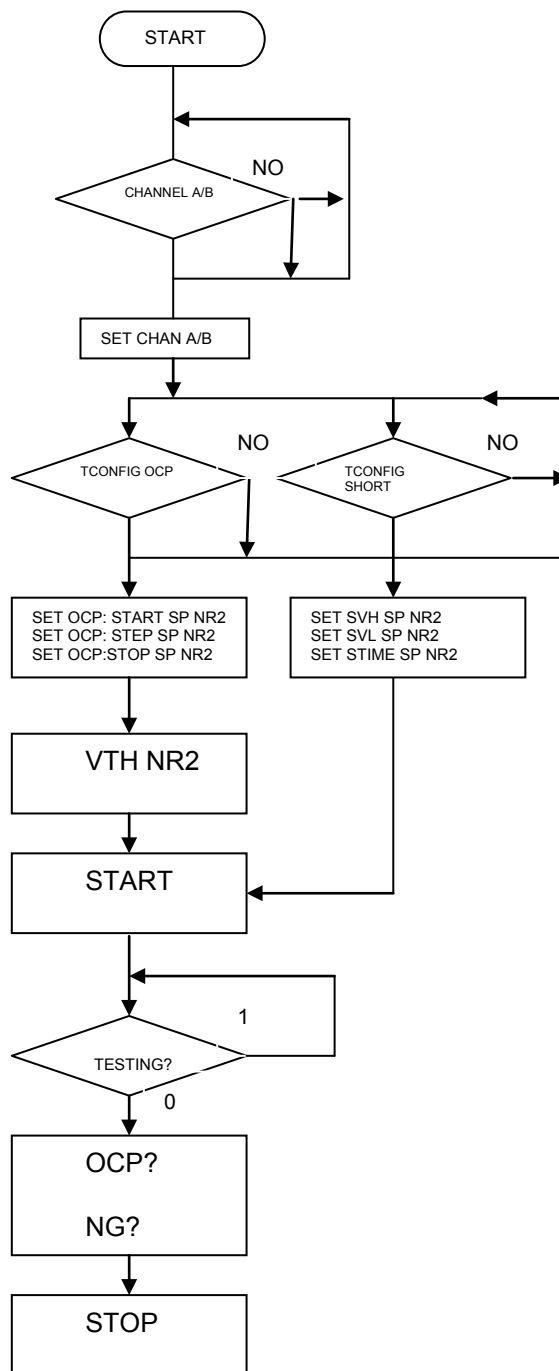 START
NO
CHANNEL A/B
SET CHAN A/B
NO
NO
TCONFIG OCP
TCONFIG
SHORT
SET OCP: START SP NR2
SET OCP: STEP SP NR2
SET OCP:STOP SP NR2
SET SVH SP NR2
SET SVL SP NR2
SET STIME SP NR2
VTH NR2
START
1
TESTING?
0
OCP?
NG?
STOP